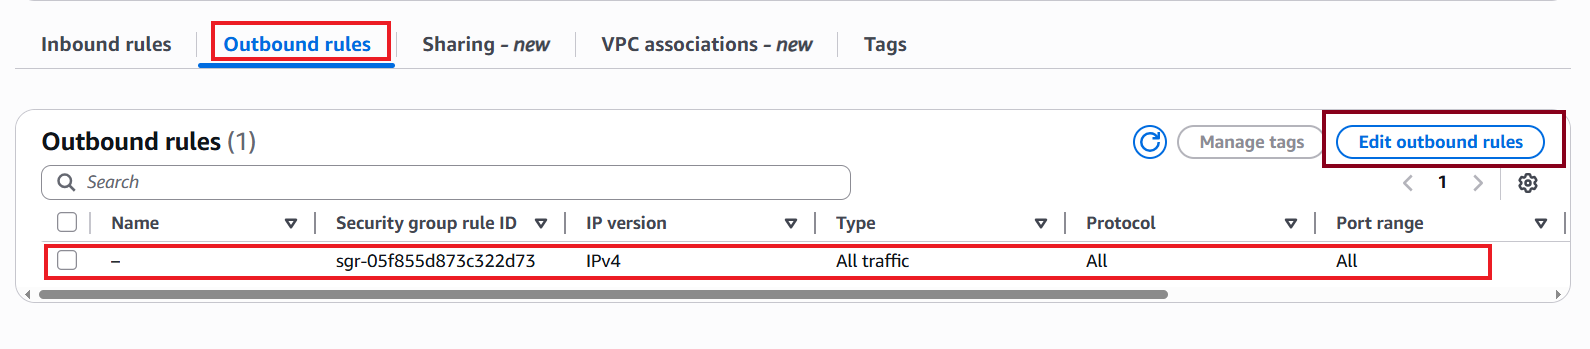 Inbound rules Outbound rules Sharing - new VPC associations - new Tags
Outbound rules (1) Manage tags Edit outbound rules
Search 1
Name Security group rule ID IP version Type Protocol Port range
– sgr-05f855d873c322d73 IPv4 All traffic All All